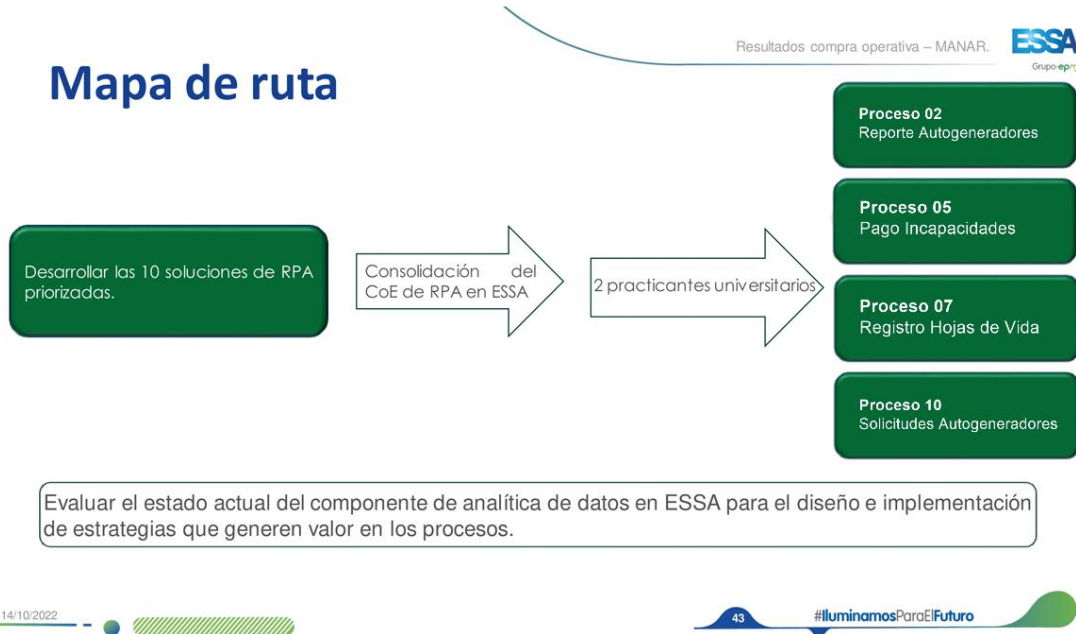 Resultados compra operativa – MANAR.
ESSA
Grupo·epm
Mapa de ruta
Proceso 02
Reporte Autogeneradores
Proceso 05
Pago Incapacidades
Desarrollar las 10 soluciones de RPA
priorizadas.
Consolidación del
CoE de RPA en ESSA
2 practicantes universitarios
Proceso 07
Registro Hojas de Vida
Proceso 10
Solicitudes Autogeneradores
Evaluar el estado actual del componente de analítica de datos en ESSA para el diseño e implementación
de estrategias que generen valor en los procesos.
14/10/2022
43
#IluminamosParaElFuturo